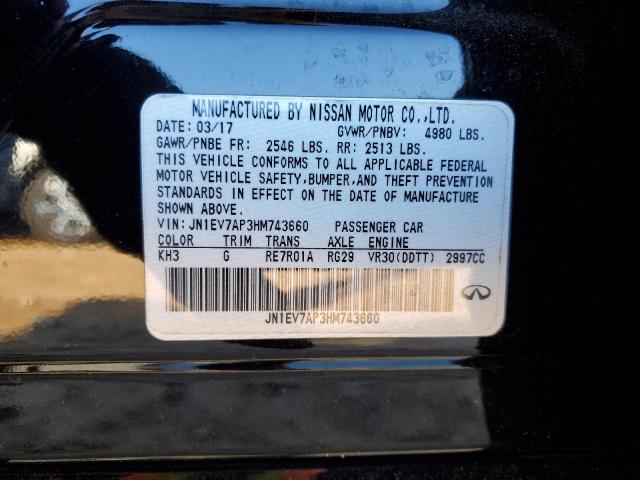 MANUFACTURED BY NISSAN MOTOR CO.,LTD.
DATE: 03/17 GVWR/PNBV: 4980 LBS.
GAWR/PNBE FR: 2546 LBS. RR: 2513 LBS.
THIS VEHICLE CONFORMS TO ALL APPLICABLE FEDERAL
MOTOR VEHICLE SAFETY,BUMPER,AND THEFT PREVENTION
STANDARDS IN EFFECT ON THE DATE OF MANUFACTURE
SHOWN ABOVE.
VIN: JN1EV7AP3HM743660 PASSENGER CAR
COLOR TRIM TRANS AXLE ENGINE
KH3 G RE7R01A RG29 VR30(DDTT) 2997CC
JN1EV7AP3HM743660